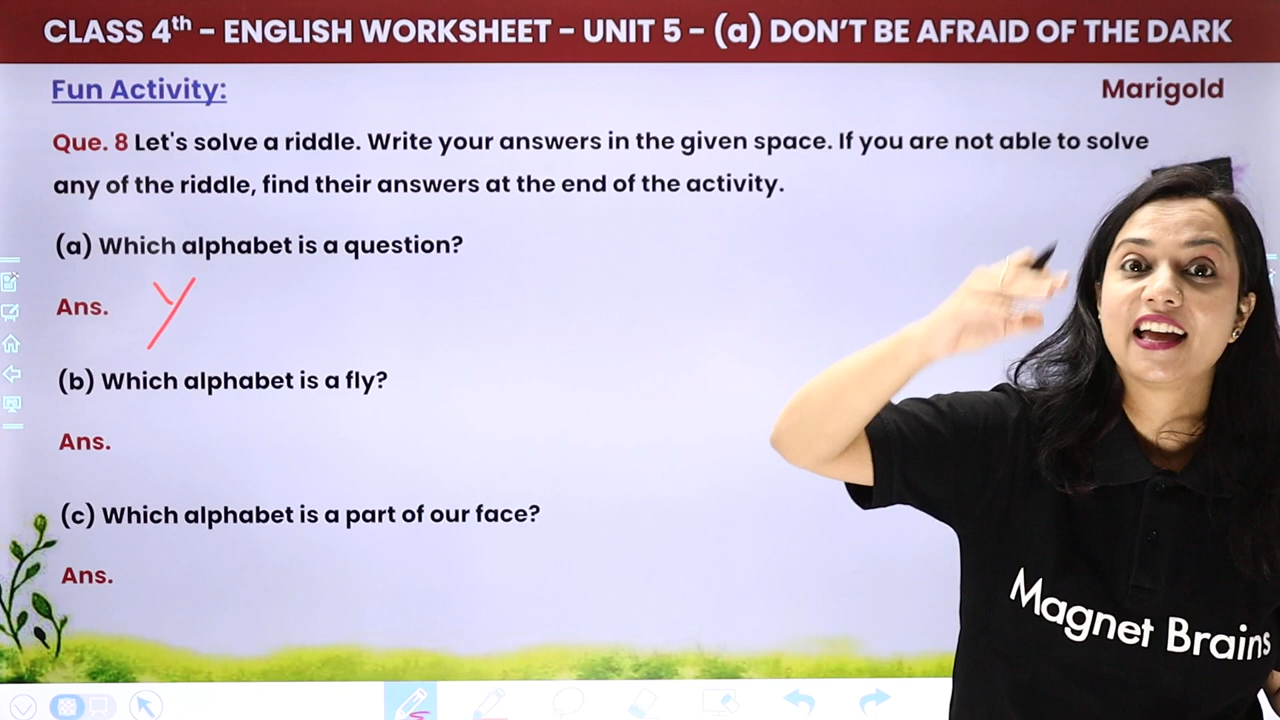 CLASS 4th – ENGLISH WORKSHEET – UNIT 5 – (a) DON'T BE AFRAID OF THE DARK
Fun Activity:
Marigold
Que. 8 Let's solve a riddle. Write your answers in the given space. If you are not able to solve
any of the riddle, find their answers at the end of the activity.
(a) Which alphabet is a question?
Ans. Y
(b) Which alphabet is a fly?
Ans.
(c) Which alphabet is a part of our face?
Ans.
Magnet Brains